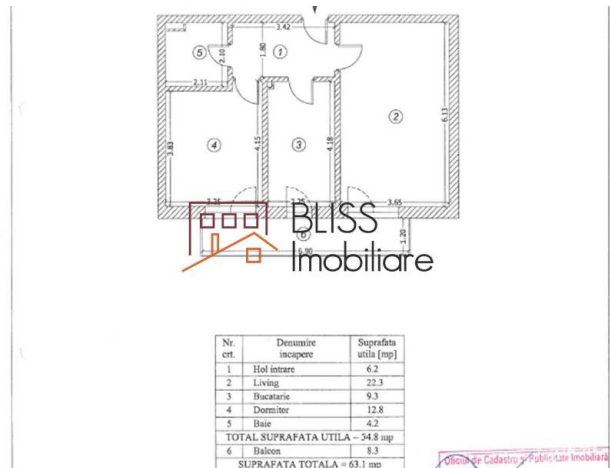 3.42
5
2.10
1.80
1
2.11
2
6.13
3.83
4
4.15
3
4.18
3.65
BLISS
6
1.20
6.90
Imobiliare
Nr. crt. Denumire incapere Suprafata utila [mp]
1 Hol intrare 6.2
2 Living 22.3
3 Bucatarie 9.3
4 Dormitor 12.8
5 Baie 4.2
TOTAL SUPRAFATA UTILA = 54.8 mp
6 Balcon 8.3
SUPRAFATA TOTALA = 63.1 mp
Oficiul de Cadastru și Publicitate Imobiliară